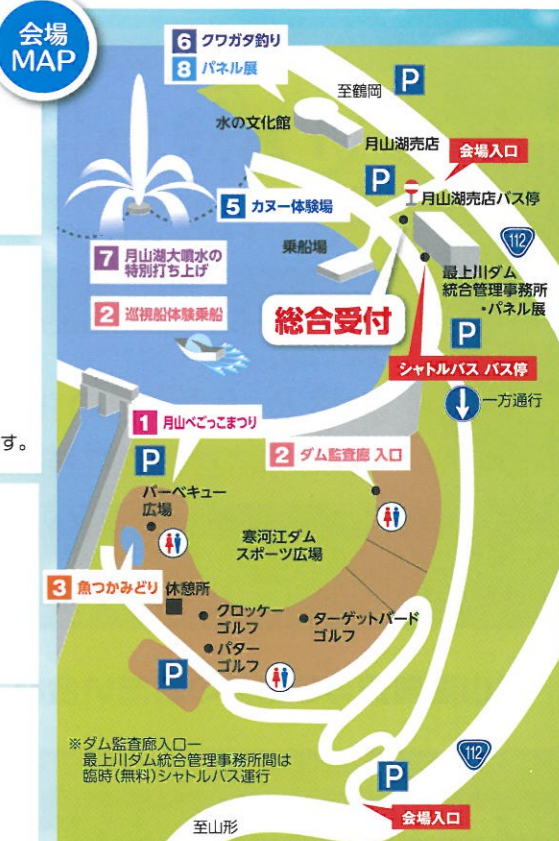 会場
MAP
6 クワガタ釣り
8 パネル展
至鶴岡
P
水の文化館
月山湖売店
会場入口
P
月山湖売店バス停
5 カヌー体験場
112
乗船場
7 月山湖大噴水の
特別打ち上げ
最上川ダム
統合管理事務所
・パネル展
2 巡視船体験乗船
総合受付
P
シャトルバス バス停
一方通行
1 月山べごっこまつり
す。
P
2 ダム監査廊 入口
バーベキュー
広場
寒河江ダム
スポーツ広場
3 魚つかみどり
休憩所
クロッケー
ゴルフ
ターゲットバード
ゴルフ
パター
ゴルフ
P
※ダム監査廊入口ー
最上川ダム統合管理事務所間は
臨時(無料)シャトルバス運行
112
P
会場入口
至山形